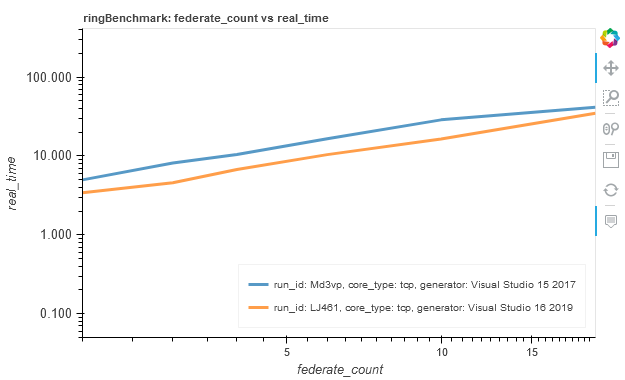 ringBenchmark: federate_count vs real_time
100.000
10.000
1.000
0.100
real_time
run_id: Md3vp, core_type: tcp, generator: Visual Studio 15 2017
run_id: LJ461, core_type: tcp, generator: Visual Studio 16 2019
5
10
15
federate_count